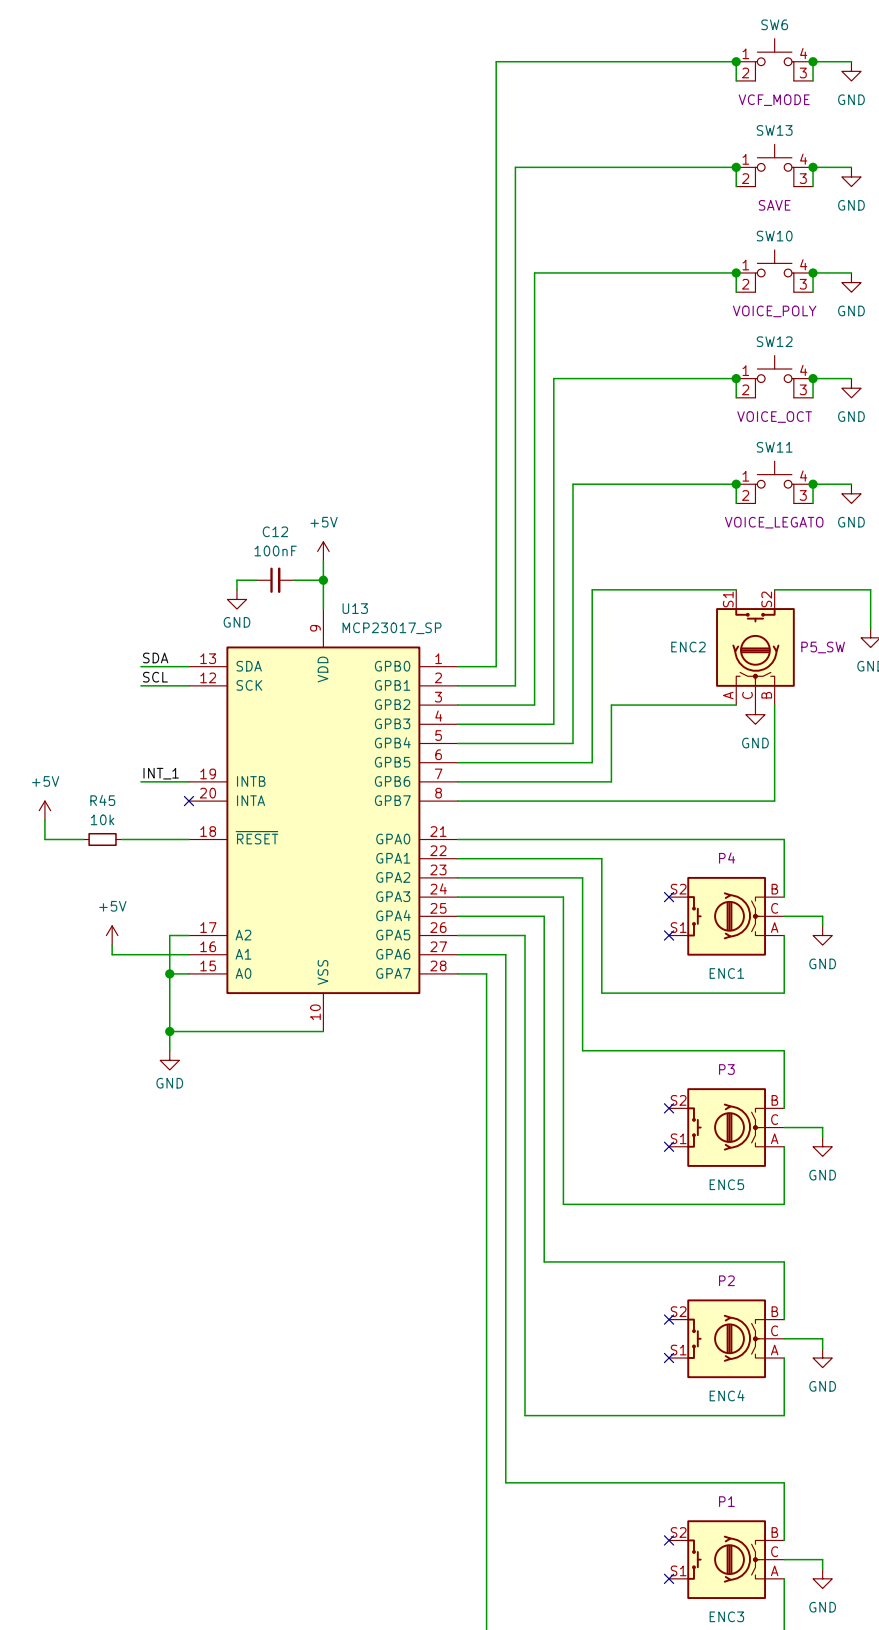 SW6
1 4
2 3
VCF_MODE GND
SW13
1 4
2 3
SAVE GND
SW10
1 4
2 3
VOICE_POLY GND
SW12
1 4
2 3
VOICE_OCT GND
SW11
1 4
2 3
VOICE_LEGATO GND
C12
100nF
+5V
GND
U13
MCP23017_SP
9
VDD
SDA 13 SDA
SCL 12 SCK
INT_1 19 INTB
20 INTA
+5V
R45
10k
18 RESET
+5V
17 A2
16 A1
15 A0
VSS
10
GND
GPB0 1
GPB1 2
GPB2 3
GPB3 4
GPB4 5
GPB5 6
GPB6 7
GPB7 8
GPA0 21
GPA1 22
GPA2 23
GPA3 24
GPA4 25
GPA5 26
GPA6 27
GPA7 28
S1 S2
ENC2 P5_SW
A C B
GND
GND
P4
S2 B
C
S1 A
ENC1
GND
P3
S2 B
C
S1 A
ENC5
GND
P2
S2 B
C
S1 A
ENC4
GND
P1
S2 B
C
S1 A
ENC3
GND